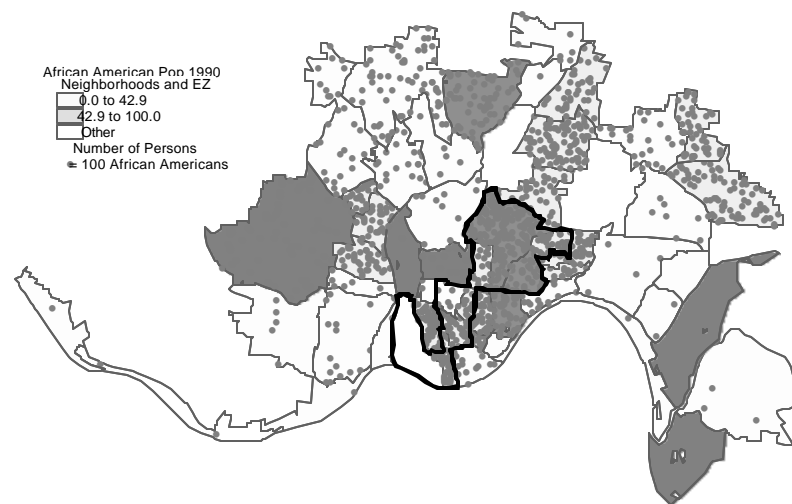 African American Pop 1990
Neighborhoods and EZ
0.0 to 42.9
42.9 to 100.0
Other
Number of Persons
= 100 African Americans